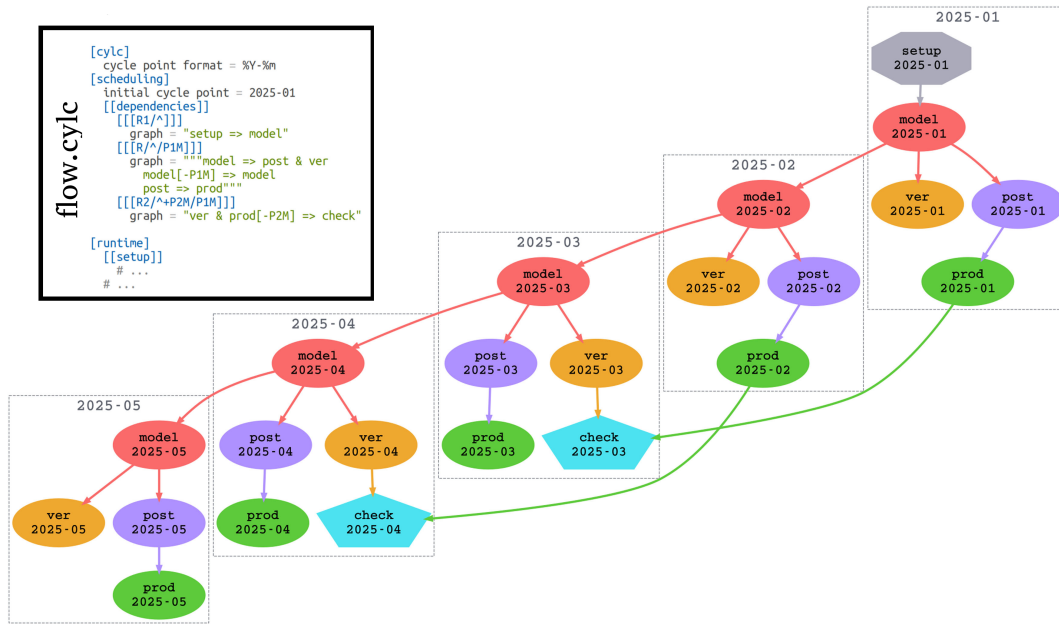 flow.cylc
[cylc]
cycle point format = %Y-%m
[scheduling]
initial cycle point = 2025-01
[[dependencies]]
[[[R1/^]]]
graph = "setup => model"
[[[R/^/P1M]]]
graph = """model => post & ver
model[-P1M] => model
post => prod"""
[[[R2/^+P2M/P1M]]]
graph = "ver & prod[-P2M] => check"
[runtime]
[[setup]]
# ...
# ...
2025-01
setup
2025-01
model
2025-01
ver
2025-01
post
2025-01
prod
2025-01
2025-02
model
2025-02
ver
2025-02
post
2025-02
prod
2025-02
2025-03
model
2025-03
post
2025-03
ver
2025-03
prod
2025-03
check
2025-03
2025-04
model
2025-04
post
2025-04
ver
2025-04
prod
2025-04
check
2025-04
2025-05
model
2025-05
ver
2025-05
post
2025-05
prod
2025-05